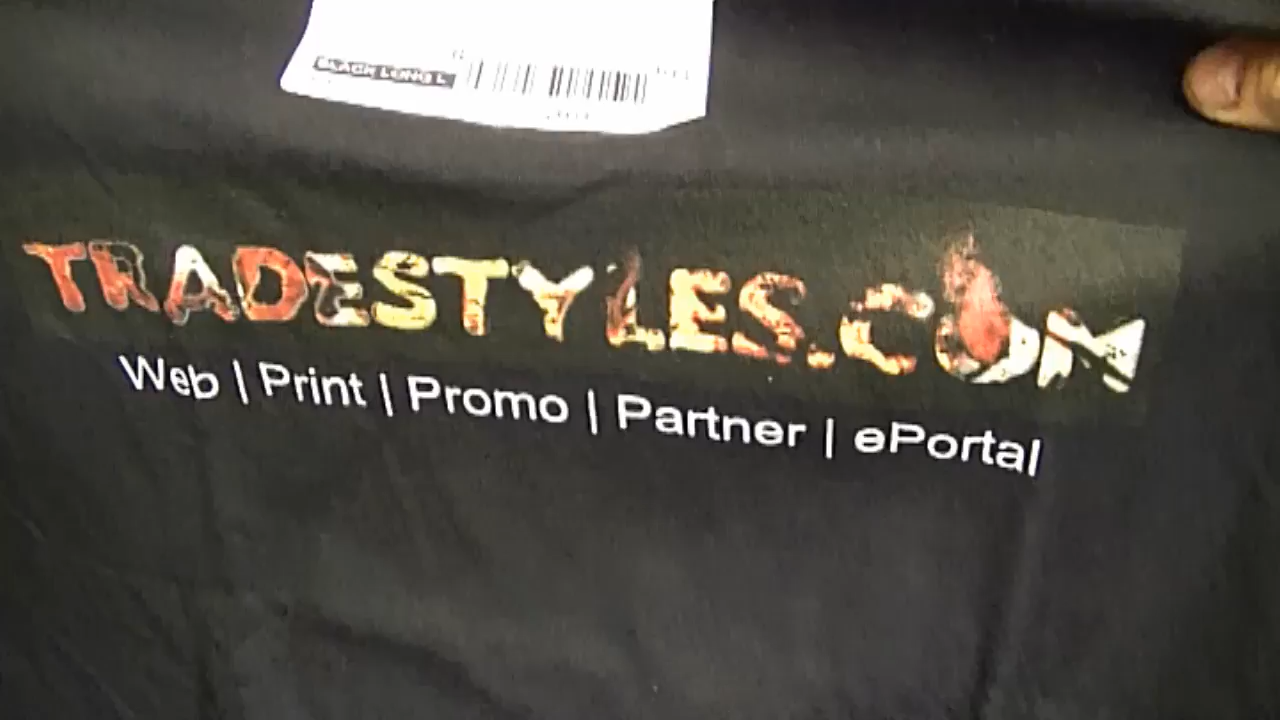 BLACK LONG L
TRADESTYLES.COM
Web | Print | Promo | Partner | ePortal